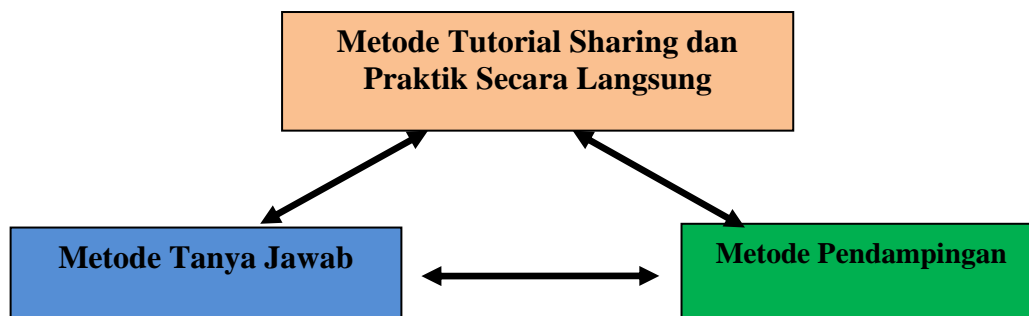 Metode Tutorial Sharing dan
Praktik Secara Langsung
Metode Tanya Jawab
Metode Pendampingan